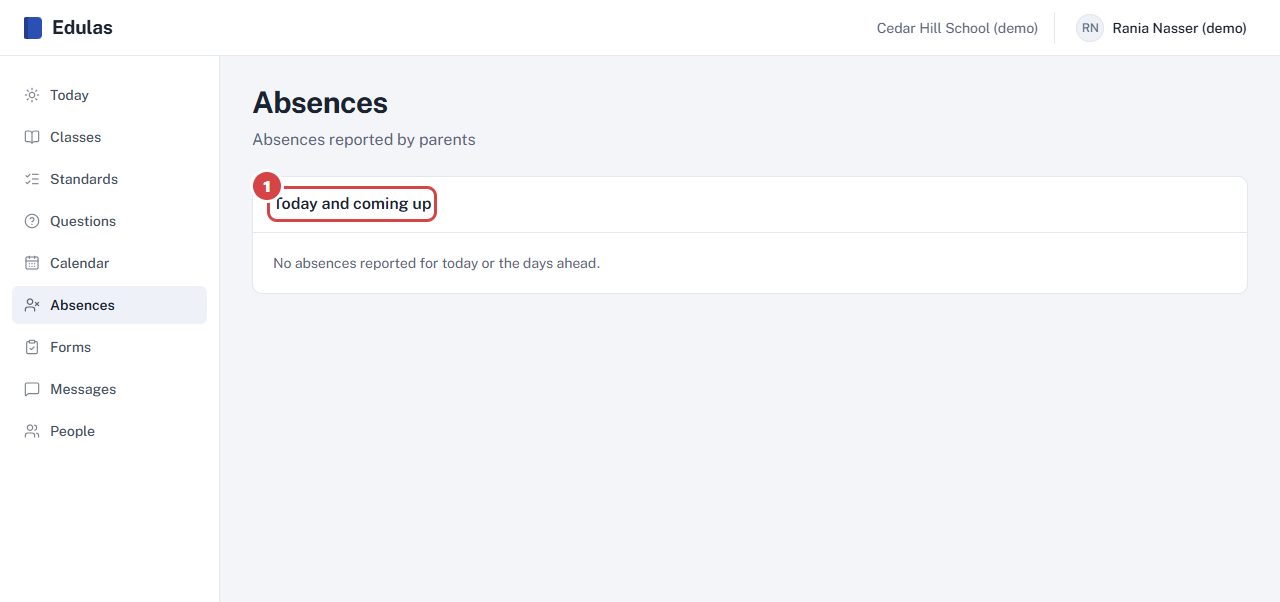 Edulas
Cedar Hill School (demo)
RN
Rania Nasser (demo)
Today
Classes
Standards
Questions
Calendar
Absences
Forms
Messages
People
Absences
Absences reported by parents
1
Today and coming up
No absences reported for today or the days ahead.